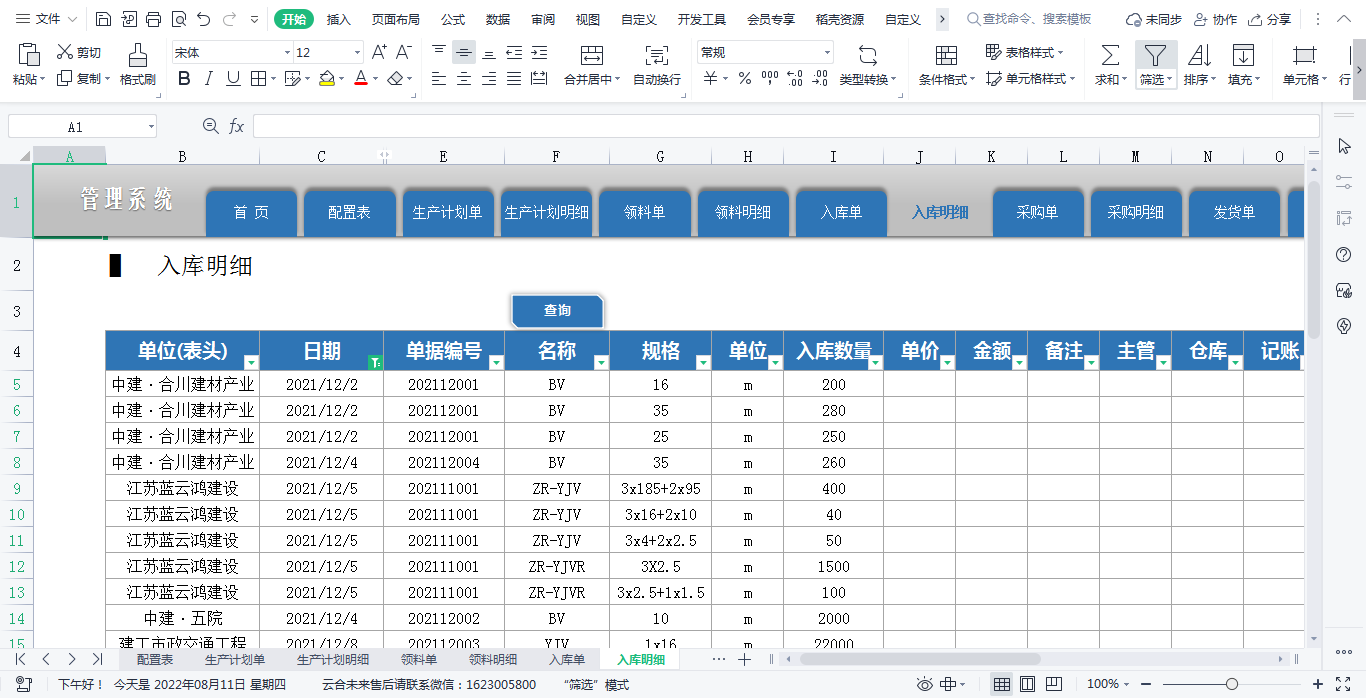 文件 开始 插入 页面布局 公式 数据 审阅 视图 自定义 开发工具 会员专享 稻壳资源 自定义 查找命令、搜索模板 未同步 协作 分享
剪切 宋体 12 A+ A- 常规 表格样式
粘贴 复制 格式刷 B I U A 合并居中 自动换行 ¥ % 000 .00 .00 类型转换 条件格式 单元格样式 求和 筛选 排序 填充 单元格 行
A1 fx
A B C E F G H I J K L M N O
1 管理系统 首 页 配置表 生产计划单 生产计划明细 领料单 领料明细 入库单 入库明细 采购单 采购明细 发货单
2 入库明细
3 查询
4 单位(表头) 日期 单据编号 名称 规格 单位 入库数量 单价 金额 备注 主管 仓库 记账
5 中建·合川建材产业 2021/12/2 202112001 BV 16 m 200
6 中建·合川建材产业 2021/12/2 202112001 BV 35 m 280
7 中建·合川建材产业 2021/12/2 202112001 BV 25 m 250
8 中建·合川建材产业 2021/12/4 202112004 BV 35 m 260
9 江苏蓝云鸿建设 2021/12/5 202111001 ZR-YJV 3x185+2x95 m 400
10 江苏蓝云鸿建设 2021/12/5 202111001 ZR-YJV 3x16+2x10 m 40
11 江苏蓝云鸿建设 2021/12/5 202111001 ZR-YJV 3x4+2x2.5 m 50
12 江苏蓝云鸿建设 2021/12/5 202111001 ZR-YJVR 3X2.5 m 1500
13 江苏蓝云鸿建设 2021/12/5 202111001 ZR-YJVR 3x2.5+1x1.5 m 100
14 中建·五院 2021/12/4 202112002 BV 10 m 2000
15 建工市政交通工程 2021/12/8 202112003 YJV 1x16 m 22000
配置表 生产计划单 生产计划明细 领料单 领料明细 入库单 入库明细 ··· +
下午好！ 今天是 2022年08月11日 星期四 云合未来售后请联系微信：1623005800 “筛选”模式 100% − +